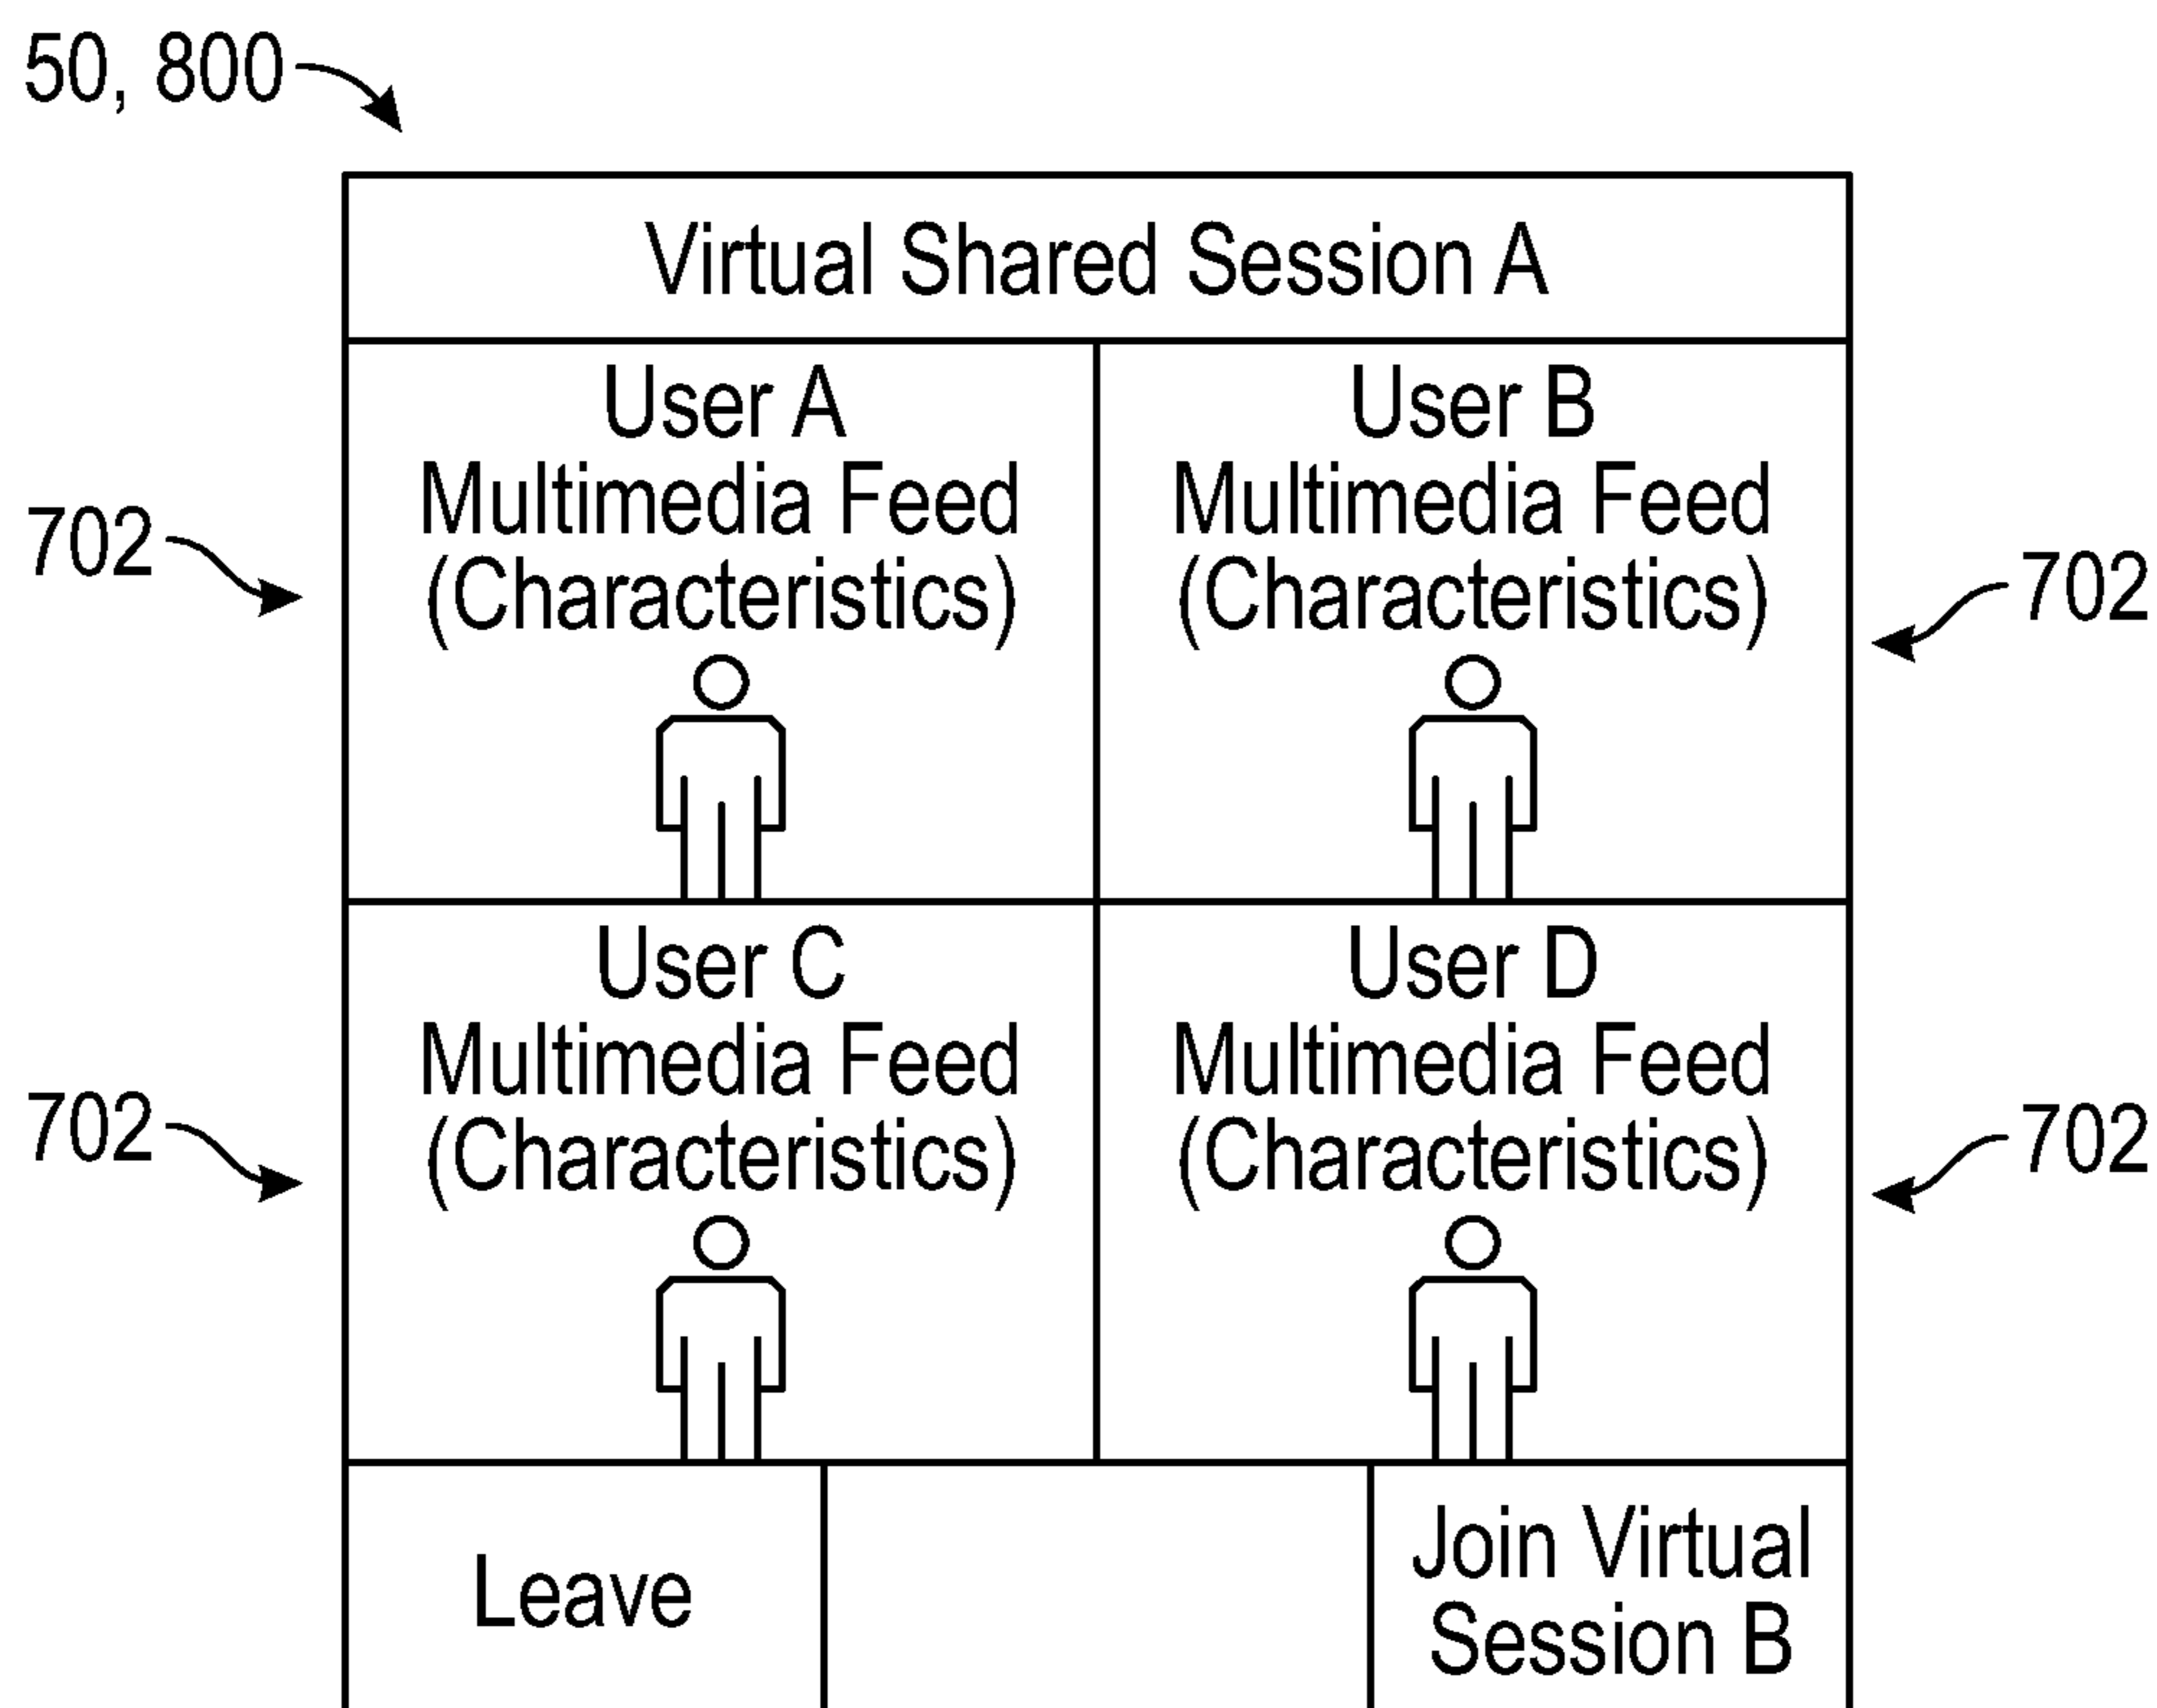 50, 800
Virtual Shared Session A
User A
Multimedia Feed
(Characteristics)
702
User B
Multimedia Feed
(Characteristics)
702
User C
Multimedia Feed
(Characteristics)
702
User D
Multimedia Feed
(Characteristics)
702
Leave
Join Virtual
Session B